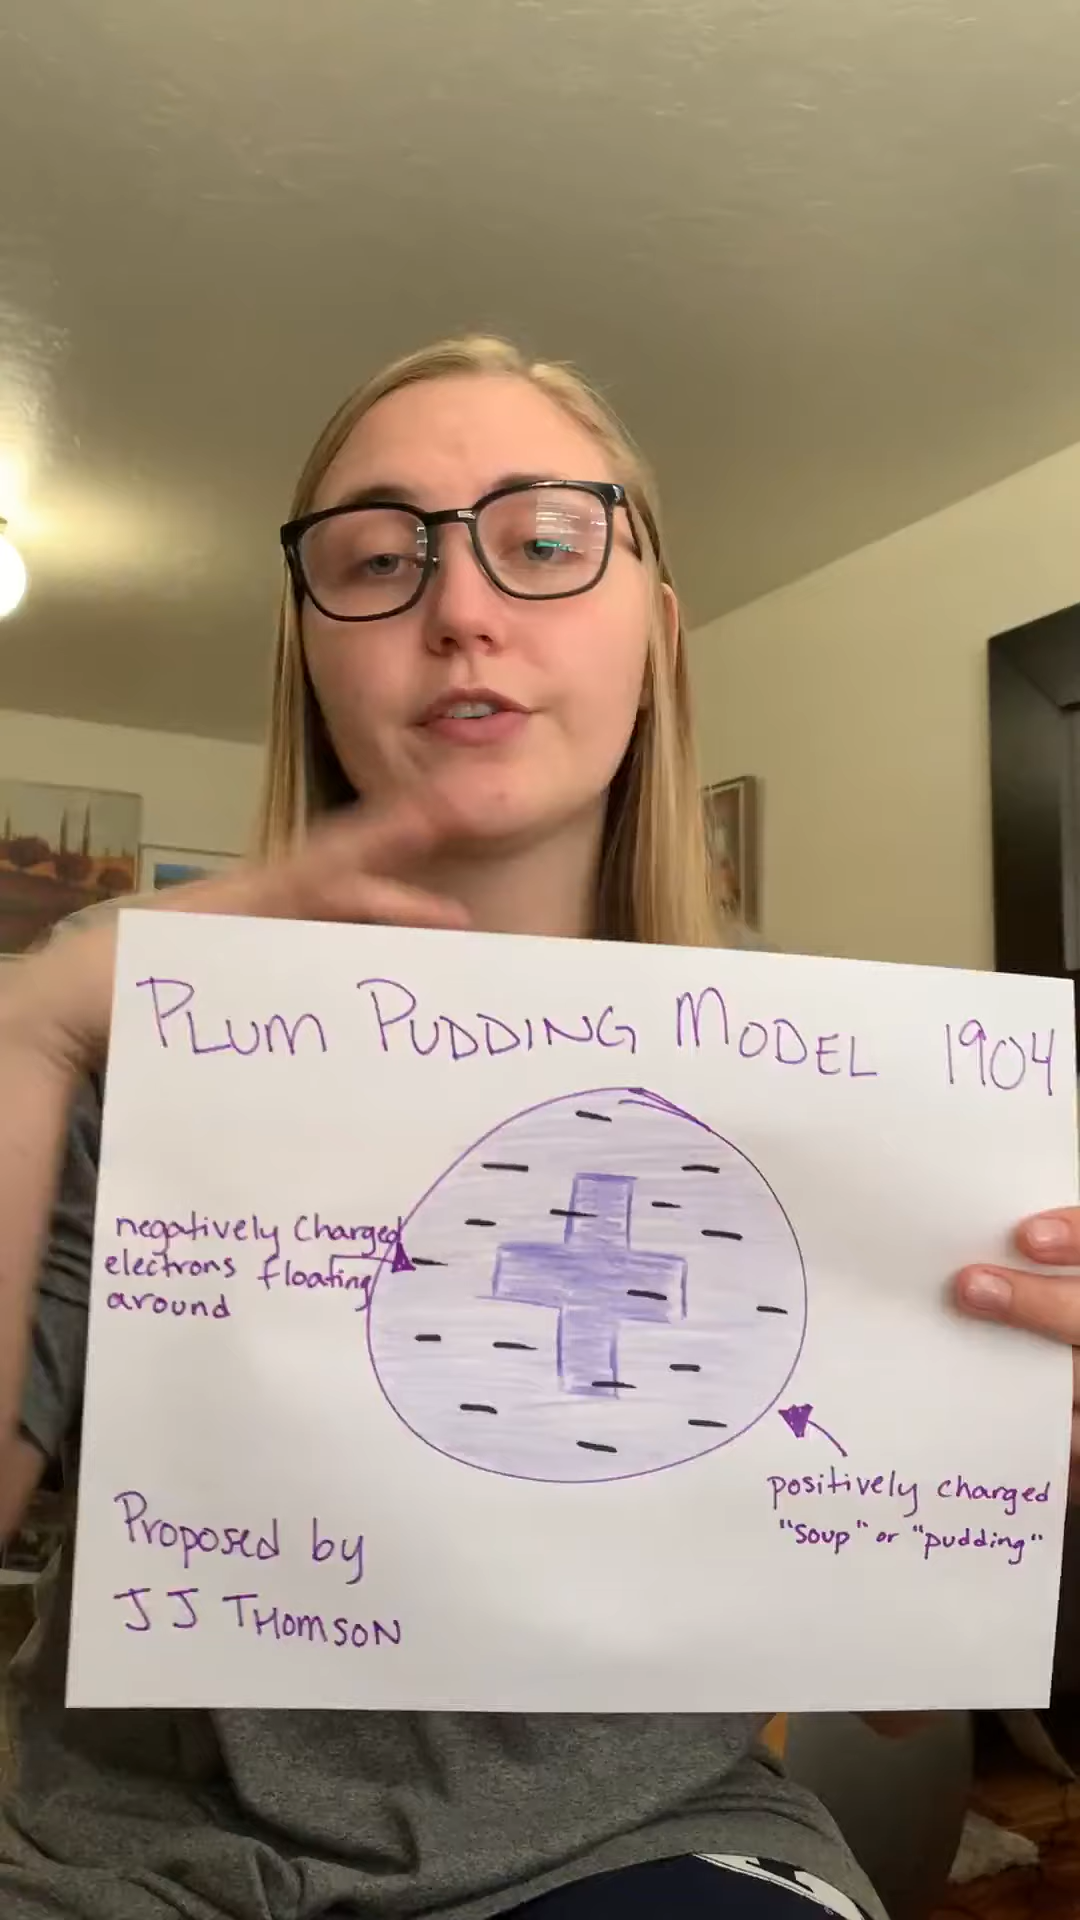 PLUM PUDDING MODEL 1904
negatively Charged
electrons floating
around
positively charged
"Soup" or "pudding"
Proposed by
JJ THOMSON